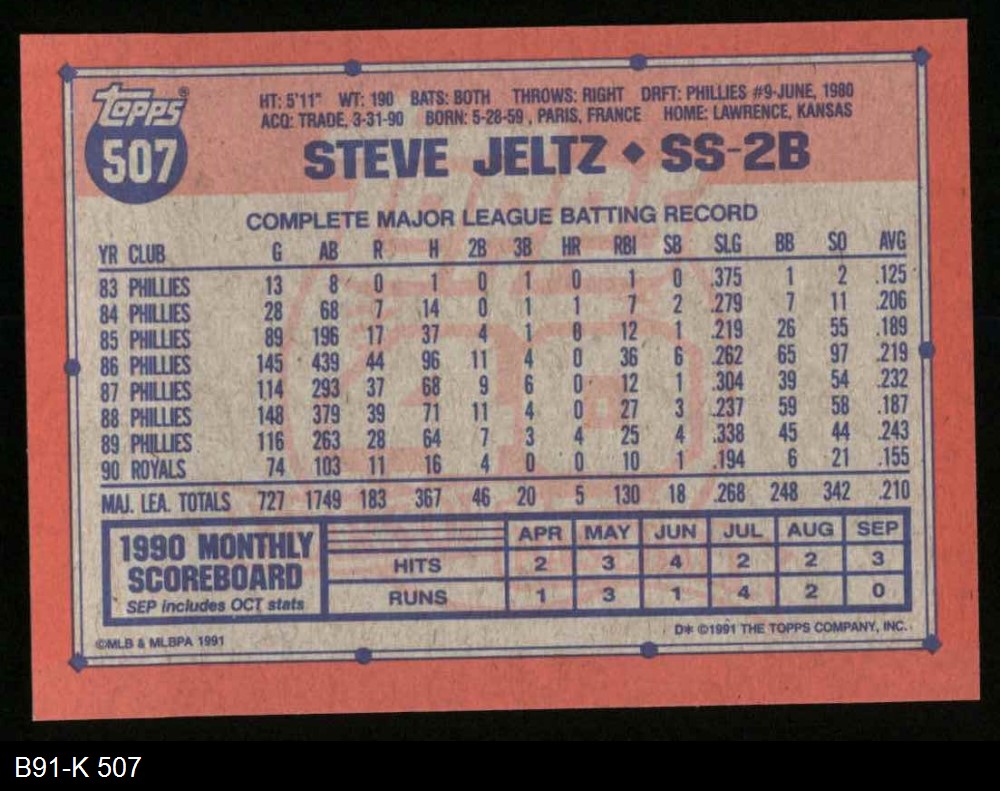 topps®
507
HT: 5'11" WT: 190 BATS: BOTH THROWS: RIGHT DRFT: PHILLIES #9-JUNE, 1980
ACQ: TRADE, 3-31-90 BORN: 5-28-59 , PARIS, FRANCE HOME: LAWRENCE, KANSAS
STEVE JELTZ ◆ SS-2B
COMPLETE MAJOR LEAGUE BATTING RECORD
YR CLUB G AB R H 2B 3B HR RBI SB SLG BB SO AVG
83 PHILLIES 13 8 0 1 0 1 0 1 0 .375 1 2 .125
84 PHILLIES 28 68 7 14 0 1 1 7 2 .279 7 11 .206
85 PHILLIES 89 196 17 37 4 1 0 12 1 .219 26 55 .189
86 PHILLIES 145 439 44 96 11 4 0 36 6 .262 65 97 .219
87 PHILLIES 114 293 37 68 9 6 0 12 1 .304 39 54 .232
88 PHILLIES 148 379 39 71 11 4 0 27 3 .237 59 58 .187
89 PHILLIES 116 263 28 64 7 3 4 25 4 .338 45 44 .243
90 ROYALS 74 103 11 16 4 0 0 10 1 .194 6 21 .155
MAJ. LEA. TOTALS 727 1749 183 367 46 20 5 130 18 .268 248 342 .210
1990 MONTHLY
SCOREBOARD
SEP includes OCT stats
APR MAY JUN JUL AUG SEP
HITS 2 3 4 2 2 3
RUNS 1 3 1 4 2 0
©MLB & MLBPA 1991
D* ©1991 THE TOPPS COMPANY, INC.
B91-K 507